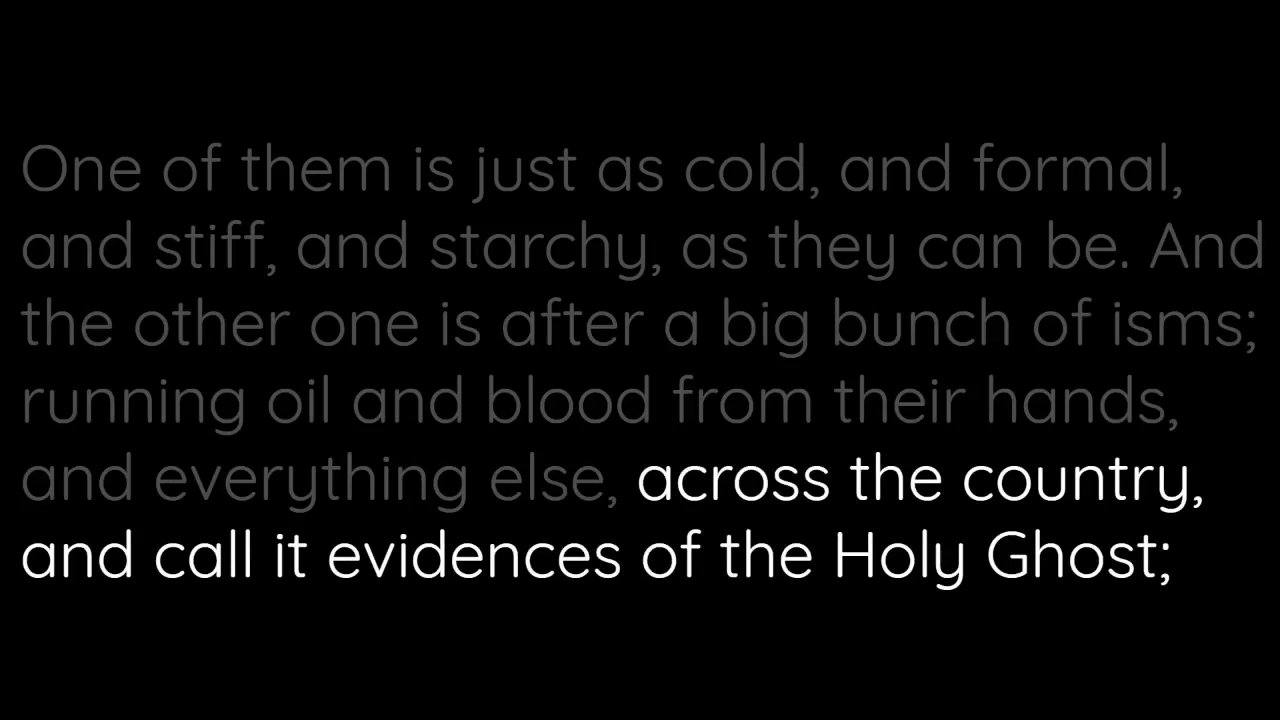 One of them is just as cold, and formal,
and stiff, and starchy, as they can be. And
the other one is after a big bunch of isms;
running oil and blood from their hands,
and everything else, across the country,
and call it evidences of the Holy Ghost;